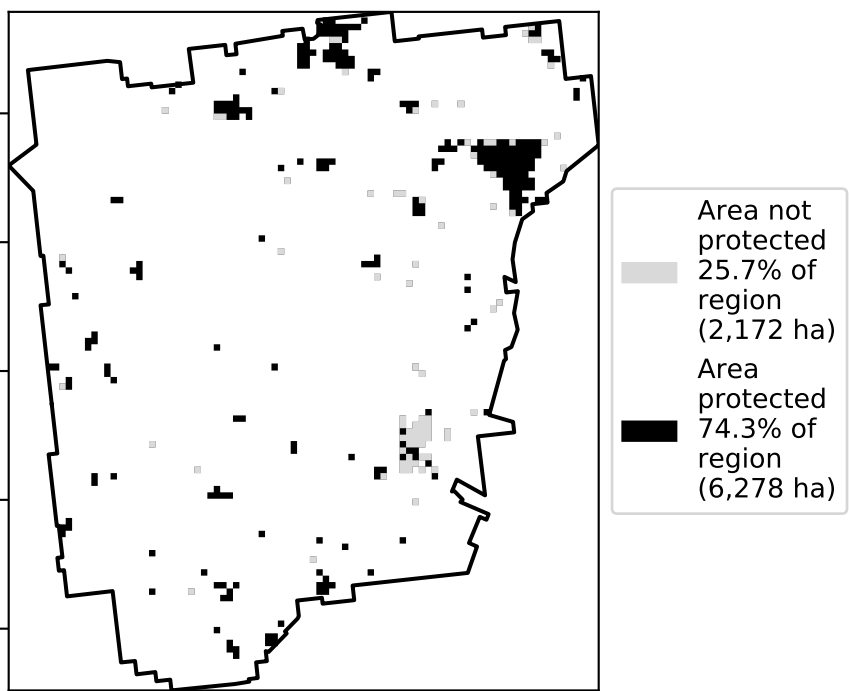 Area not
protected
25.7% of
region
(2,172 ha)
Area
protected
74.3% of
region
(6,278 ha)